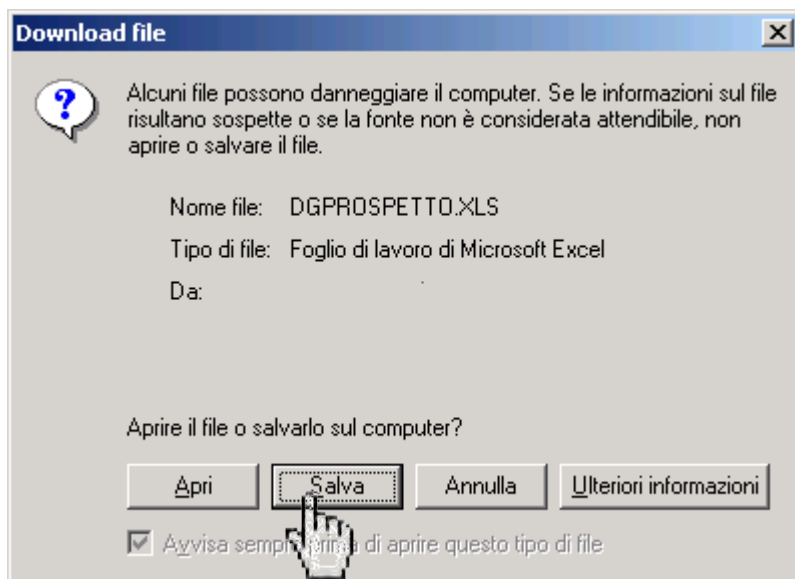 Download file
Alcuni file possono danneggiare il computer. Se le informazioni sul file
risultano sospette o se la fonte non è considerata attendibile, non
aprire o salvare il file.
Nome file: DGPROSPETTO.XLS
Tipo di file: Foglio di lavoro di Microsoft Excel
Da:
Aprire il file o salvarlo sul computer?
Apri Salva Annulla Ulteriori informazioni
Avvisa sempre prima di aprire questo tipo di file